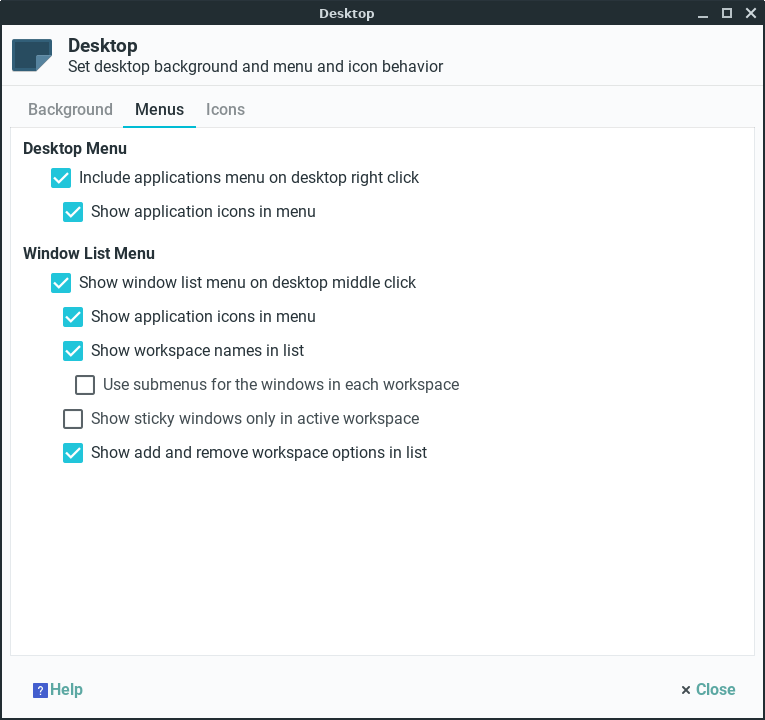 Desktop
Desktop
Set desktop background and menu and icon behavior
Background Menus Icons
Desktop Menu
Include applications menu on desktop right click
Show application icons in menu
Window List Menu
Show window list menu on desktop middle click
Show application icons in menu
Show workspace names in list
Use submenus for the windows in each workspace
Show sticky windows only in active workspace
Show add and remove workspace options in list
? Help × Close